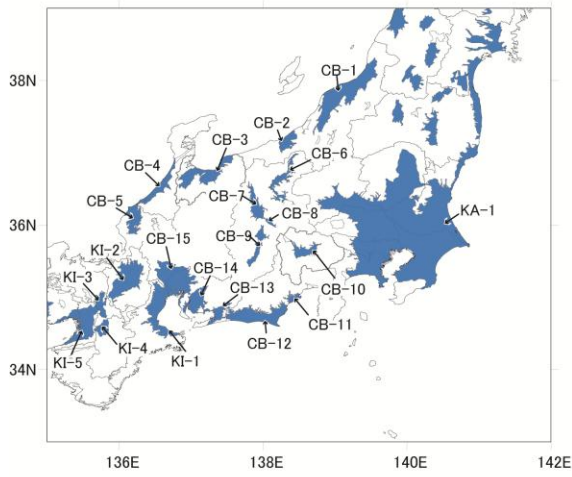 38N
36N
34N
136E
138E
140E
142E
CB-1
CB-2
CB-3
CB-6
CB-4
CB-7
CB-5
CB-8
KA-1
CB-9
KI-2
CB-15
KI-3
CB-14
CB-13
CB-10
CB-11
CB-12
KI-4
KI-1
KI-5